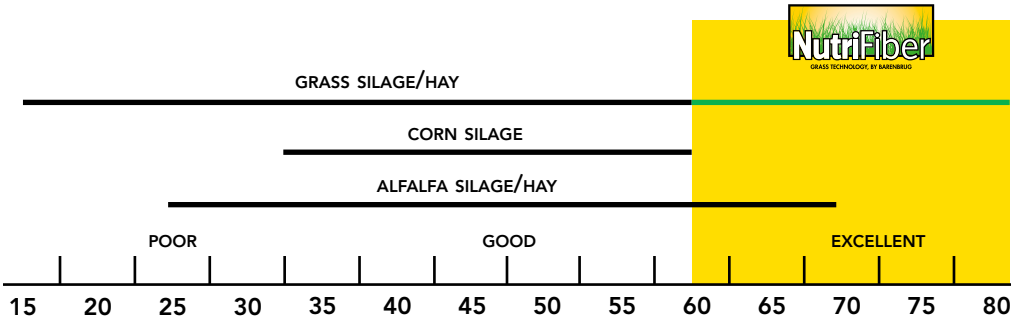 NutriFiber
GRASS TECHNOLOGY, BY BARENBRUG
GRASS SILAGE/HAY
CORN SILAGE
ALFALFA SILAGE/HAY
POOR GOOD EXCELLENT
15 20 25 30 35 40 45 50 55 60 65 70 75 80